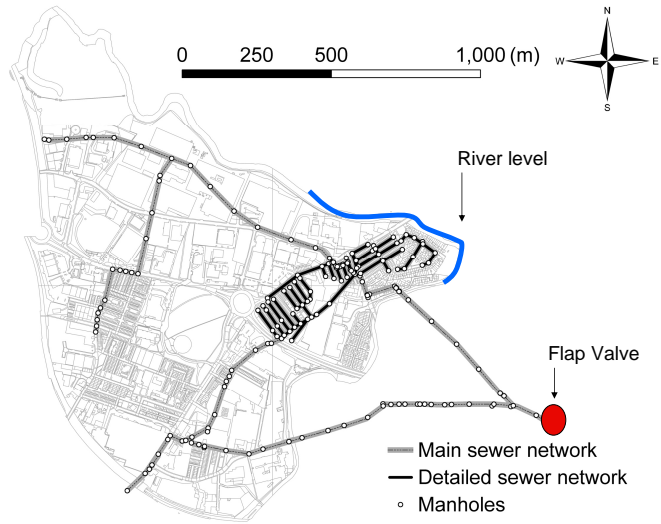 N
W E
S
0 250 500 1,000 (m)
River level
Flap Valve
Main sewer network
Detailed sewer network
Manholes